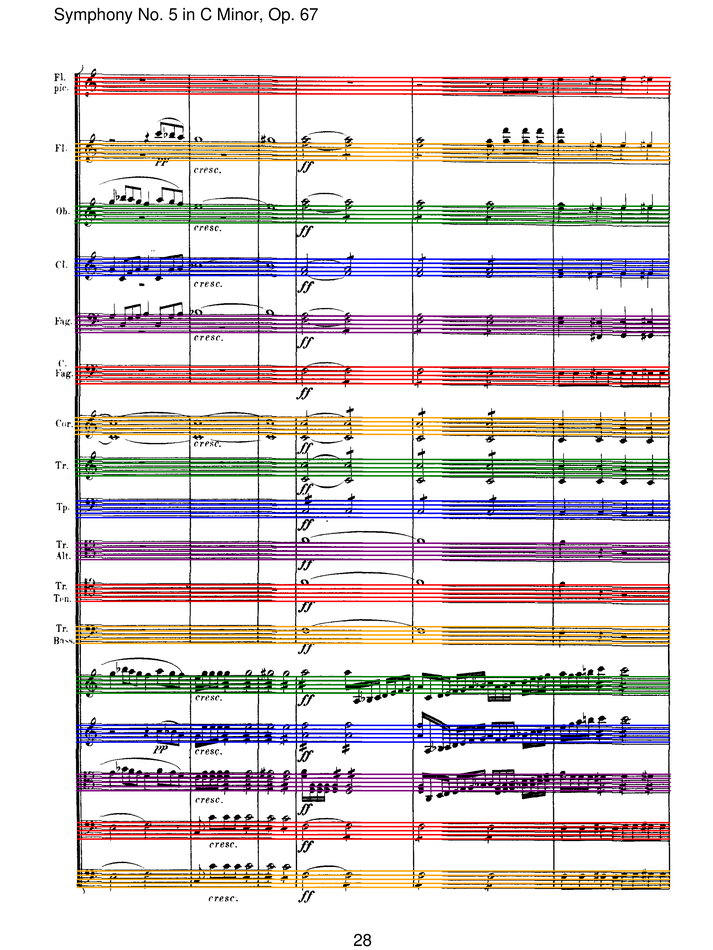 Symphony No. 5 in C Minor, Op. 67
Fl.
pic.
Fl.
pp
cresc.
ff
Ob.
cresc.
ff
Cl.
cresc.
ff
Fag.
cresc.
ff
C.
Fag.
ff
Cor.
cresc.
ff
Tr.
ff
Tp.
ff
Tr.
Alt.
ff
Tr.
Ten.
ff
Tr.
Bass.
ff
cresc.
ff
pp
cresc.
ff
cresc.
ff
cresc.
ff
cresc.
ff
28